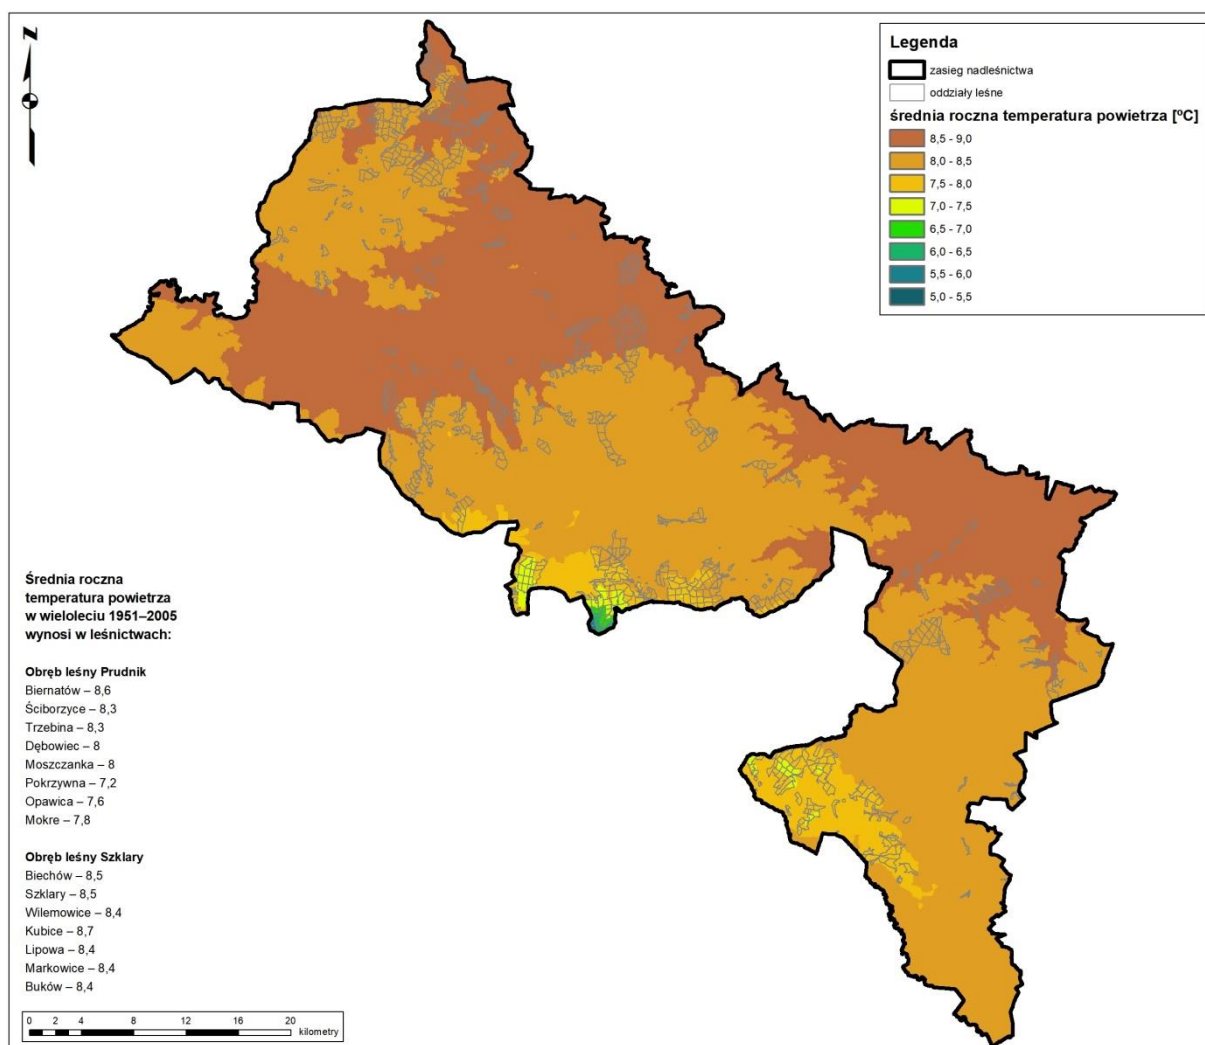 Z
Legenda
zasięg nadleśnictwa
oddziały leśne
średnia roczna temperatura powietrza [ºC]
8,5 - 9,0
8,0 - 8,5
7,5 - 8,0
7,0 - 7,5
6,5 - 7,0
6,0 - 6,5
5,5 - 6,0
5,0 - 5,5
Średnia roczna
temperatura powietrza
w wieloleciu 1951–2005
wynosi w leśnictwach:
Obręb leśny Prudnik
Biernatów – 8,6
Ściborzyce – 8,3
Trzebina – 8,3
Dębowiec – 8
Moszczanka – 8
Pokrzywna – 7,2
Opawica – 7,6
Mokre – 7,8
Obręb leśny Szklary
Biechów – 8,5
Szklary – 8,5
Wilemowice – 8,4
Kubice – 8,7
Lipowa – 8,4
Markowice – 8,4
Buków – 8,4
0 2 4 8 12 16 20
kilometry